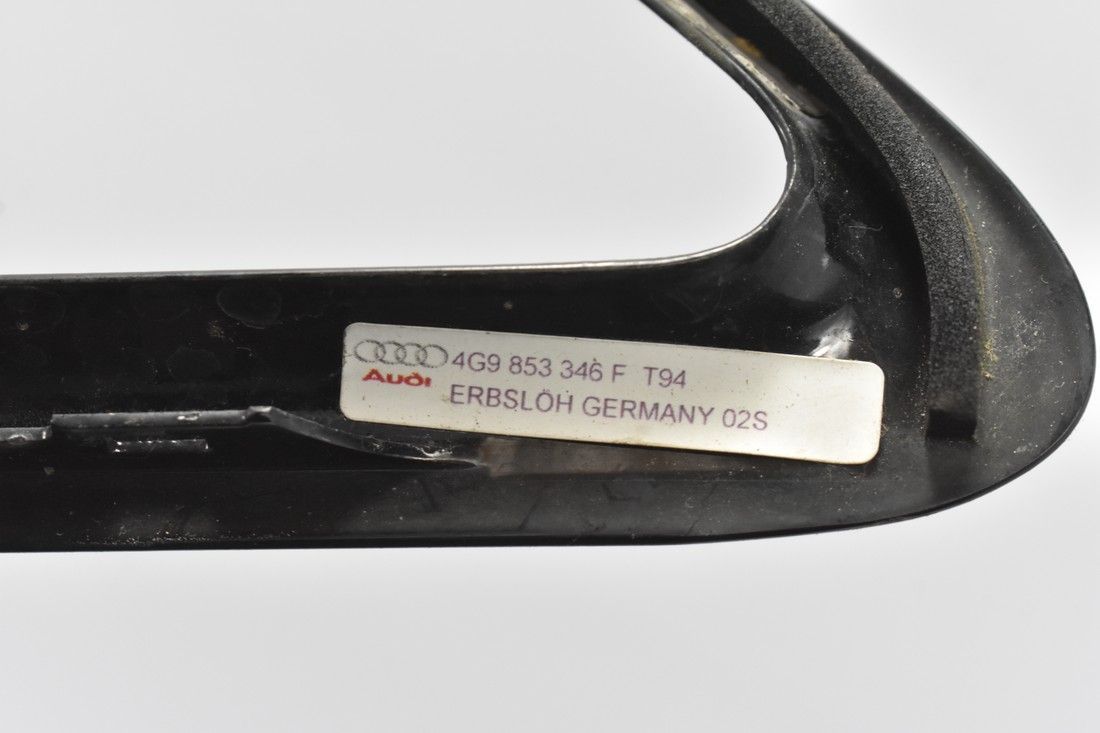 4G9 853 346 F T94
Audi
ERBSLÖH GERMANY 02S